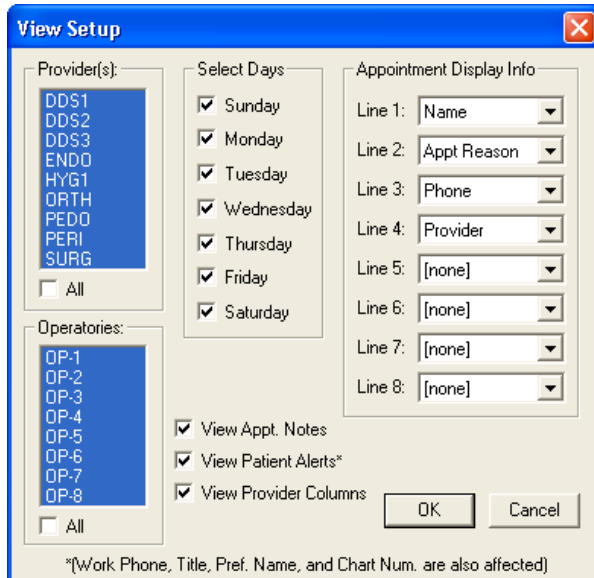 View Setup
Provider(s):
DDS1
DDS2
DDS3
ENDO
HYG1
ORTH
PEDO
PERI
SURG
All
Operatories:
OP-1
OP-2
OP-3
OP-4
OP-5
OP-6
OP-7
OP-8
All
Select Days
Sunday
Monday
Tuesday
Wednesday
Thursday
Friday
Saturday
Appointment Display Info
Line 1: Name
Line 2: Appt Reason
Line 3: Phone
Line 4: Provider
Line 5: [none]
Line 6: [none]
Line 7: [none]
Line 8: [none]
View Appt. Notes
View Patient Alerts*
View Provider Columns
OK Cancel
*(Work Phone, Title, Pref. Name, and Chart Num. are also affected)